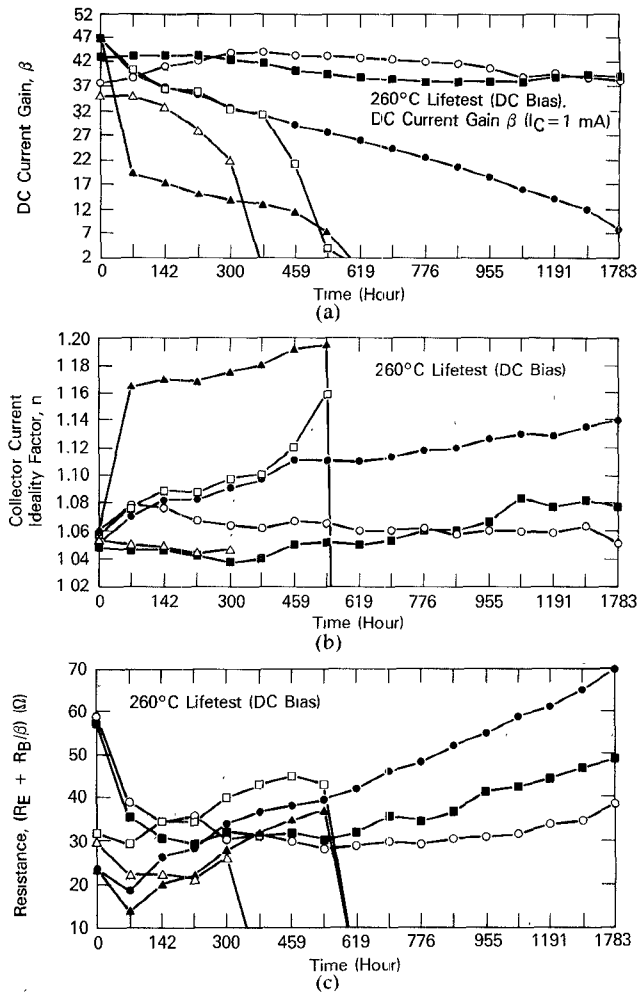 52
47
42
37
32
27
22
17
12
7
2
DC Current Gain, β
260°C Lifetest (DC Bias).
DC Current Gain β (IC=1 mA)
0 142 300 459 619 776 955 1191 1783
Time (Hour)
(a)
1.20
1.18
1.16
1.14
1.12
1.10
1.08
1.06
1.04
1 02
Collector Current
Ideality Factor, n
260°C Lifetest (DC Bias)
0 142 300 459 619 776 955 1191 1783
Time (Hour)
(b)
70
60
50
40
30
20
10
Resistance, (RE + RB/β) (Ω)
260°C Lifetest (DC Bias)
0 142 300 459 619 776 955 1191 1783
Time (Hour)
(c)